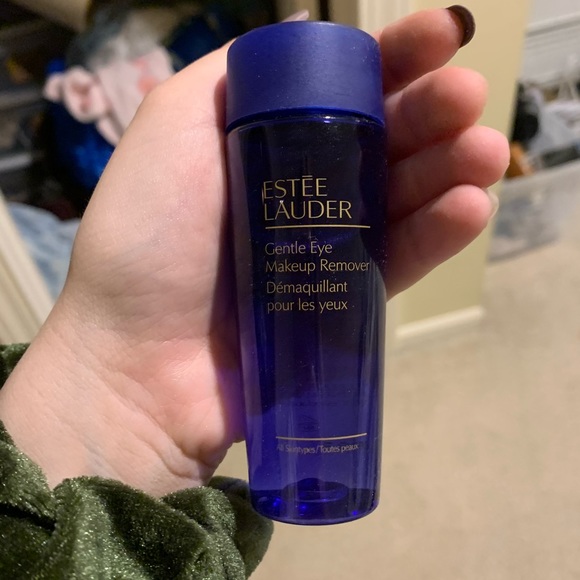 ESTĒE
LAUDER
Gentle Eye
Makeup Remover
Démaquillant
pour les yeux
All Skintypes/Toutes peaux